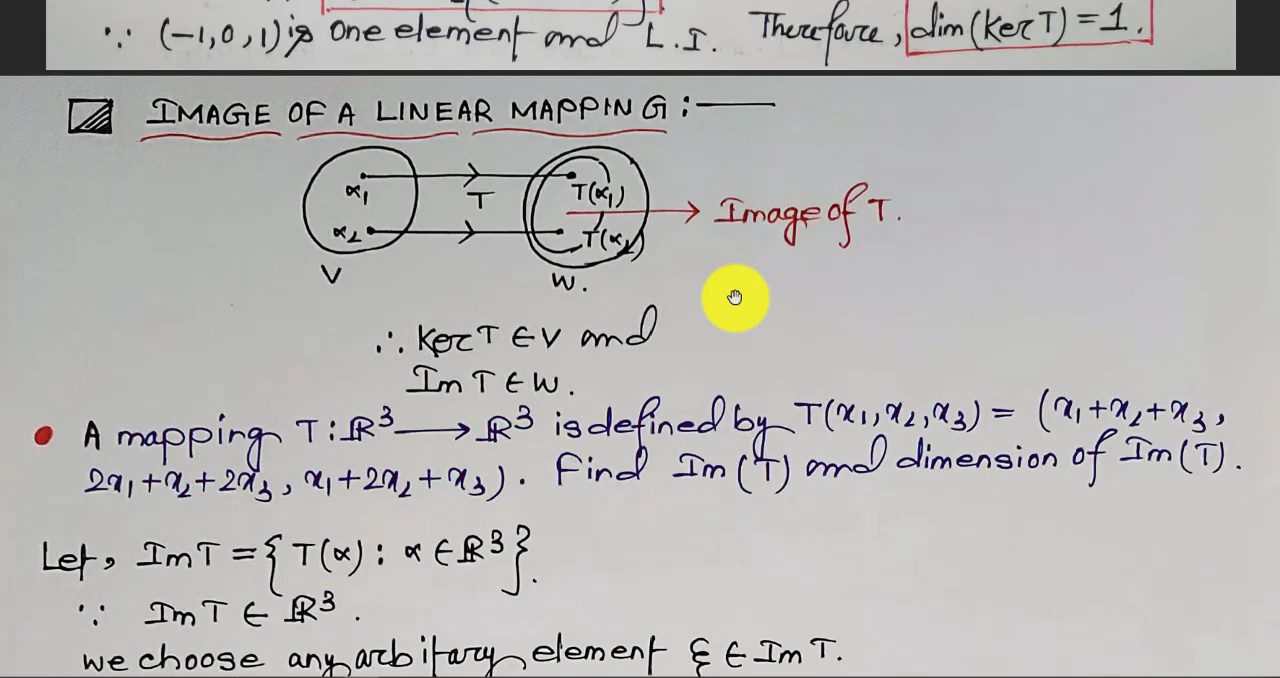 ∵ (-1,0,1) is one element and L.I. Therefore, dim(Ker T) = 1.
IMAGE OF A LINEAR MAPPING :—
α₁ T T(α₁) → Image of T.
α₂ T(α₂)
V W.
∴ Ker T ∈ V and
Im T ∈ W.
• A mapping T : ℝ³ → ℝ³ is defined by T(x₁, x₂, x₃) = (x₁+x₂+x₃,
2x₁+x₂+2x₃, x₁+2x₂+x₃). Find Im(T) and dimension of Im(T).
Let, Im T = { T(α) : α ∈ ℝ³ }.
∵ Im T ∈ ℝ³.
we choose any arbitrary element ξ ∈ Im T.